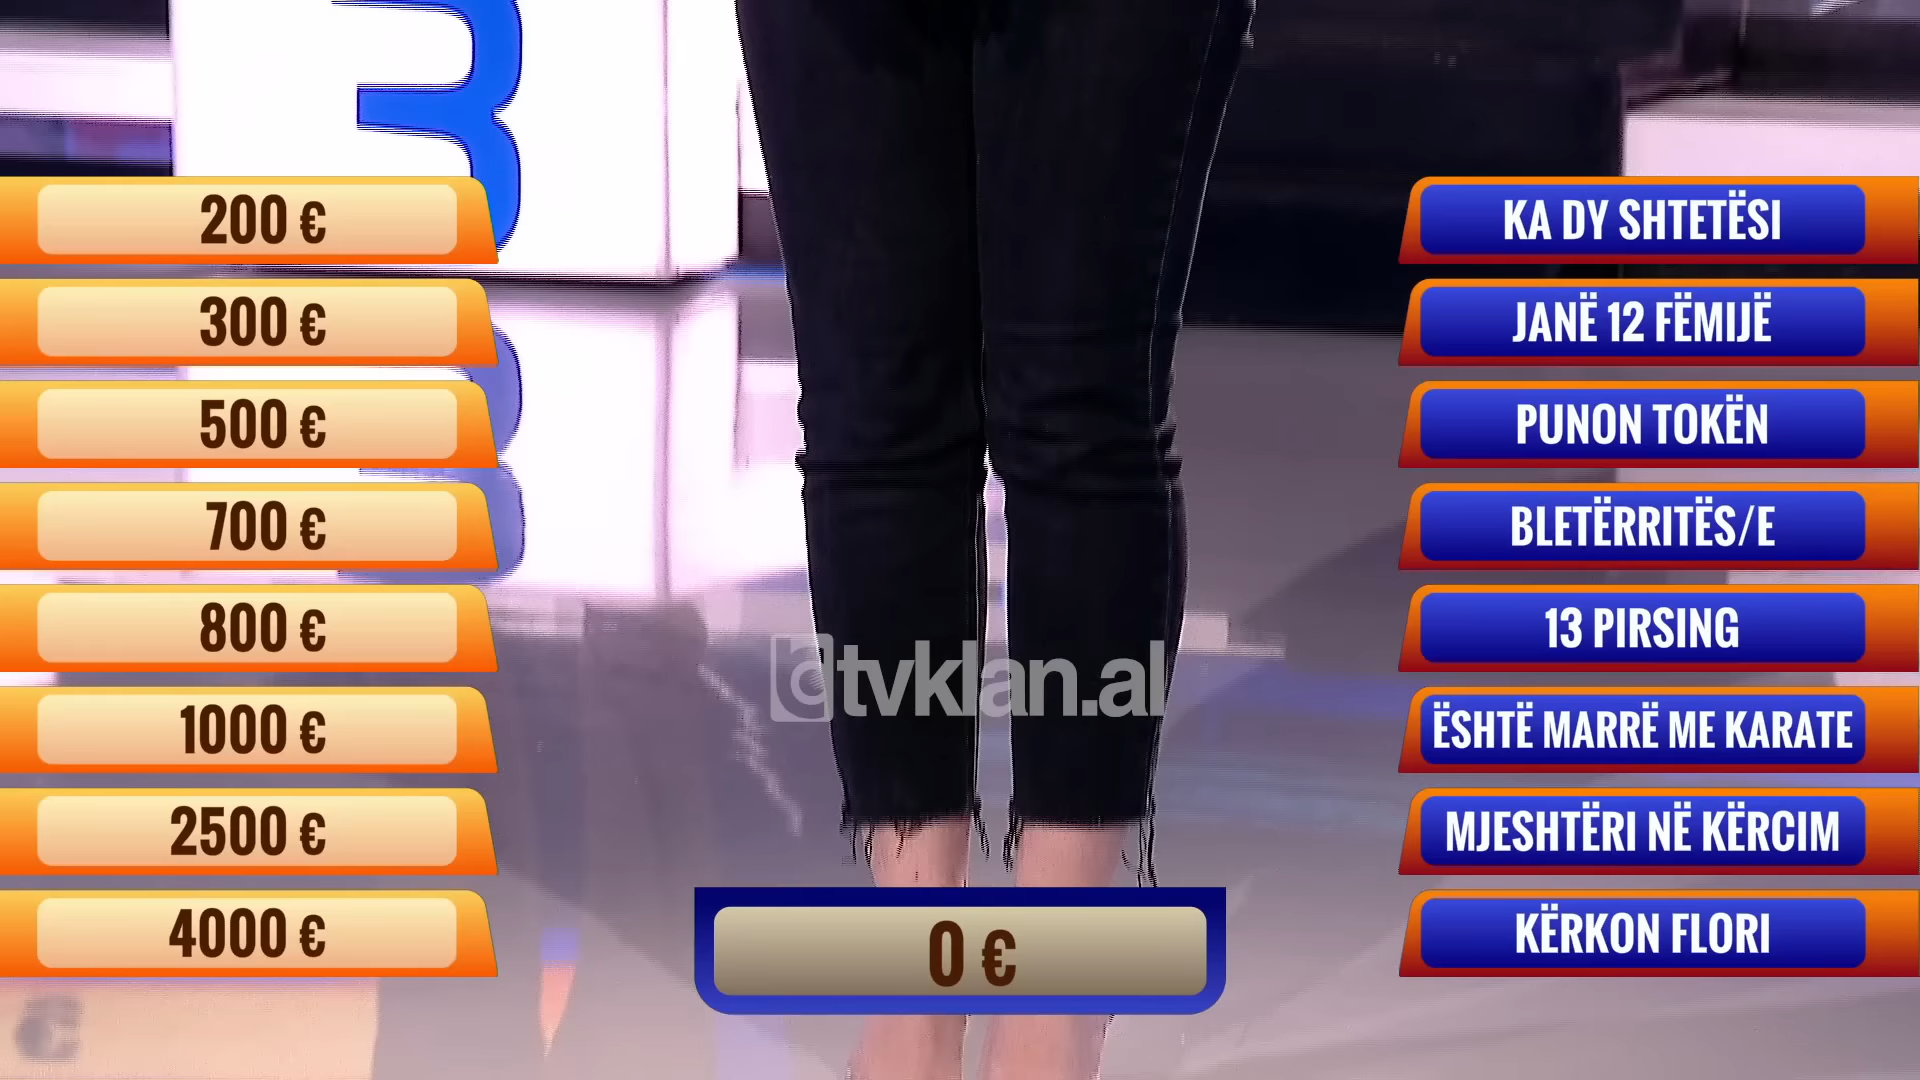 3
200 €
300 €
500 €
700 €
800 €
1000 €
2500 €
4000 €
KA DY SHTETËSI
JANË 12 FËMIJË
PUNON TOKËN
BLETËRRITËS/E
13 PIRSING
ËSHTË MARRË ME KARATE
MJESHTËRI NË KËRCIM
KËRKON FLORI
tvklan.al
0 €
€